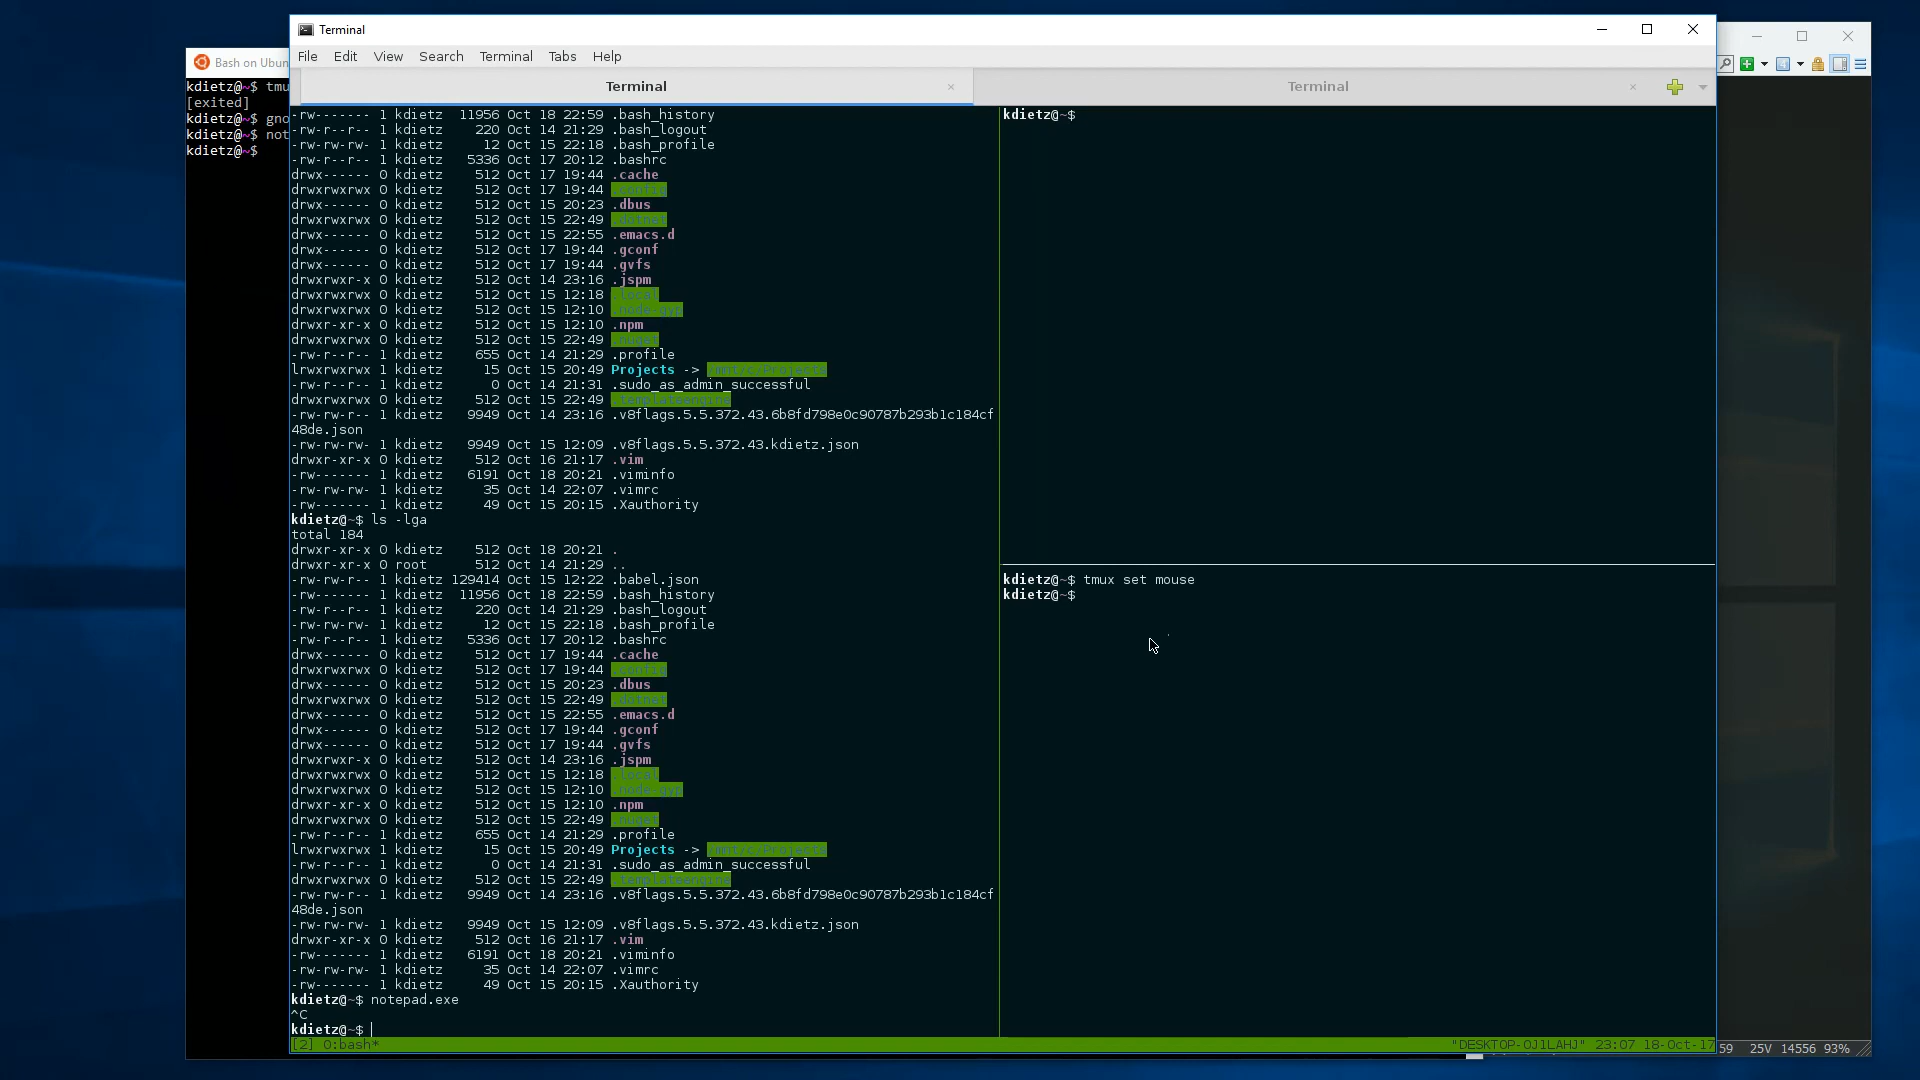 Terminal
File Edit View Search Terminal Tabs Help
Terminal
Terminal
Bash on Ubun
kdietz@~$ tmu
[exited]
kdietz@~$ gno
kdietz@~$ not
kdietz@~$
-rw------- 1 kdietz  11956 Oct 18 22:59 .bash_history
-rw-r--r-- 1 kdietz    220 Oct 14 21:29 .bash_logout
-rw-rw-rw- 1 kdietz     12 Oct 15 22:18 .bash_profile
-rw-r--r-- 1 kdietz   5336 Oct 17 20:12 .bashrc
drwx------ 0 kdietz    512 Oct 17 19:44 .cache
drwxrwxrwx 0 kdietz    512 Oct 17 19:44 .config
drwx------ 0 kdietz    512 Oct 15 20:23 .dbus
drwxrwxrwx 0 kdietz    512 Oct 15 22:49 .dotnet
drwx------ 0 kdietz    512 Oct 15 22:55 .emacs.d
drwx------ 0 kdietz    512 Oct 17 19:44 .gconf
drwx------ 0 kdietz    512 Oct 17 19:44 .gvfs
drwxrwxr-x 0 kdietz    512 Oct 14 23:16 .jspm
drwxrwxrwx 0 kdietz    512 Oct 15 12:18 .local
drwxrwxrwx 0 kdietz    512 Oct 15 12:10 .node-gyp
drwxr-xr-x 0 kdietz    512 Oct 15 12:10 .npm
drwxrwxrwx 0 kdietz    512 Oct 15 22:49 .nuget
-rw-r--r-- 1 kdietz    655 Oct 14 21:29 .profile
lrwxrwxrwx 1 kdietz     15 Oct 15 20:49 Projects -> /mnt/c/Projects
-rw-r--r-- 1 kdietz      0 Oct 14 21:31 .sudo_as_admin_successful
drwxrwxrwx 0 kdietz    512 Oct 15 22:49 .templateengine
-rw-rw-r-- 1 kdietz   9949 Oct 14 23:16 .v8flags.5.5.372.43.6b8fd798e0c90787b293b1c184cf
48de.json
-rw-rw-rw- 1 kdietz   9949 Oct 15 12:09 .v8flags.5.5.372.43.kdietz.json
drwxr-xr-x 0 kdietz    512 Oct 16 21:17 .vim
-rw------- 1 kdietz   6191 Oct 18 20:21 .viminfo
-rw-rw-rw- 1 kdietz     35 Oct 14 22:07 .vimrc
-rw------- 1 kdietz     49 Oct 15 20:15 .Xauthority
kdietz@~$ ls -lga
total 184
drwxr-xr-x 0 kdietz    512 Oct 18 20:21 .
drwxr-xr-x 0 root      512 Oct 14 21:29 ..
-rw-rw-rw- 1 kdietz 129414 Oct 15 12:22 .babel.json
-rw------- 1 kdietz  11956 Oct 18 22:59 .bash_history
-rw-r--r-- 1 kdietz    220 Oct 14 21:29 .bash_logout
-rw-rw-rw- 1 kdietz     12 Oct 15 22:18 .bash_profile
-rw-r--r-- 1 kdietz   5336 Oct 17 20:12 .bashrc
drwx------ 0 kdietz    512 Oct 17 19:44 .cache
drwxrwxrwx 0 kdietz    512 Oct 17 19:44 .config
drwx------ 0 kdietz    512 Oct 15 20:23 .dbus
drwxrwxrwx 0 kdietz    512 Oct 15 22:49 .dotnet
drwx------ 0 kdietz    512 Oct 15 22:55 .emacs.d
drwx------ 0 kdietz    512 Oct 17 19:44 .gconf
drwx------ 0 kdietz    512 Oct 17 19:44 .gvfs
drwxrwxr-x 0 kdietz    512 Oct 14 23:16 .jspm
drwxrwxrwx 0 kdietz    512 Oct 15 12:18 .local
drwxrwxrwx 0 kdietz    512 Oct 15 12:10 .node-gyp
drwxr-xr-x 0 kdietz    512 Oct 15 12:10 .npm
drwxrwxrwx 0 kdietz    512 Oct 15 22:49 .nuget
-rw-r--r-- 1 kdietz    655 Oct 14 21:29 .profile
lrwxrwxrwx 1 kdietz     15 Oct 15 20:49 Projects -> /mnt/c/Projects
-rw-r--r-- 1 kdietz      0 Oct 14 21:31 .sudo_as_admin_successful
drwxrwxrwx 0 kdietz    512 Oct 15 22:49 .templateengine
-rw-rw-r-- 1 kdietz   9949 Oct 14 23:16 .v8flags.5.5.372.43.6b8fd798e0c90787b293b1c184cf
48de.json
-rw-rw-rw- 1 kdietz   9949 Oct 15 12:09 .v8flags.5.5.372.43.kdietz.json
drwxr-xr-x 0 kdietz    512 Oct 16 21:17 .vim
-rw------- 1 kdietz   6191 Oct 18 20:21 .viminfo
-rw-rw-rw- 1 kdietz     35 Oct 14 22:07 .vimrc
-rw------- 1 kdietz     49 Oct 15 20:15 .Xauthority
kdietz@~$ notepad.exe
^C
kdietz@~$
kdietz@~$
kdietz@~$ tmux set mouse
kdietz@~$
[2] 0:bash*
"DESKTOP-OJ1LAHJ" 23:07 18-Oct-17
59 25V 14556 93%